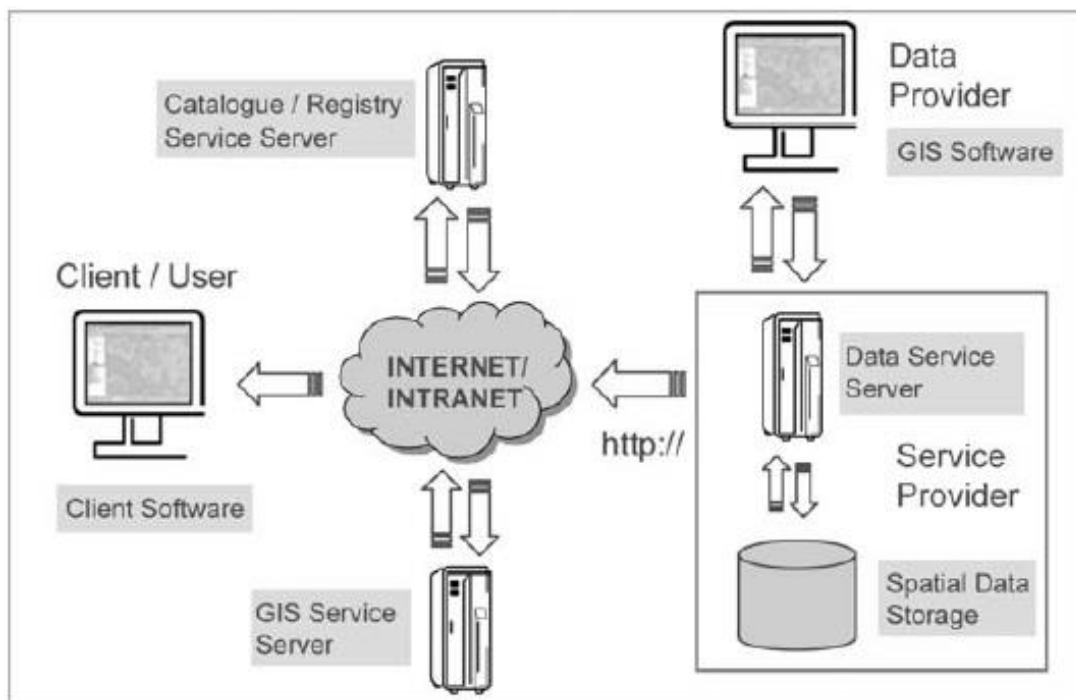 Data
Provider
GIS Software
Catalogue / Registry
Service Server
Client / User
Client Software
INTERNET/
INTRANET
http://
Data Service
Server
Service
Provider
Spatial Data
Storage
GIS Service
Server